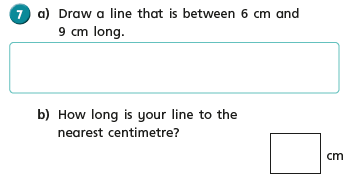 7 a) Draw a line that is between 6 cm and
9 cm long.
b) How long is your line to the
nearest centimetre?
cm